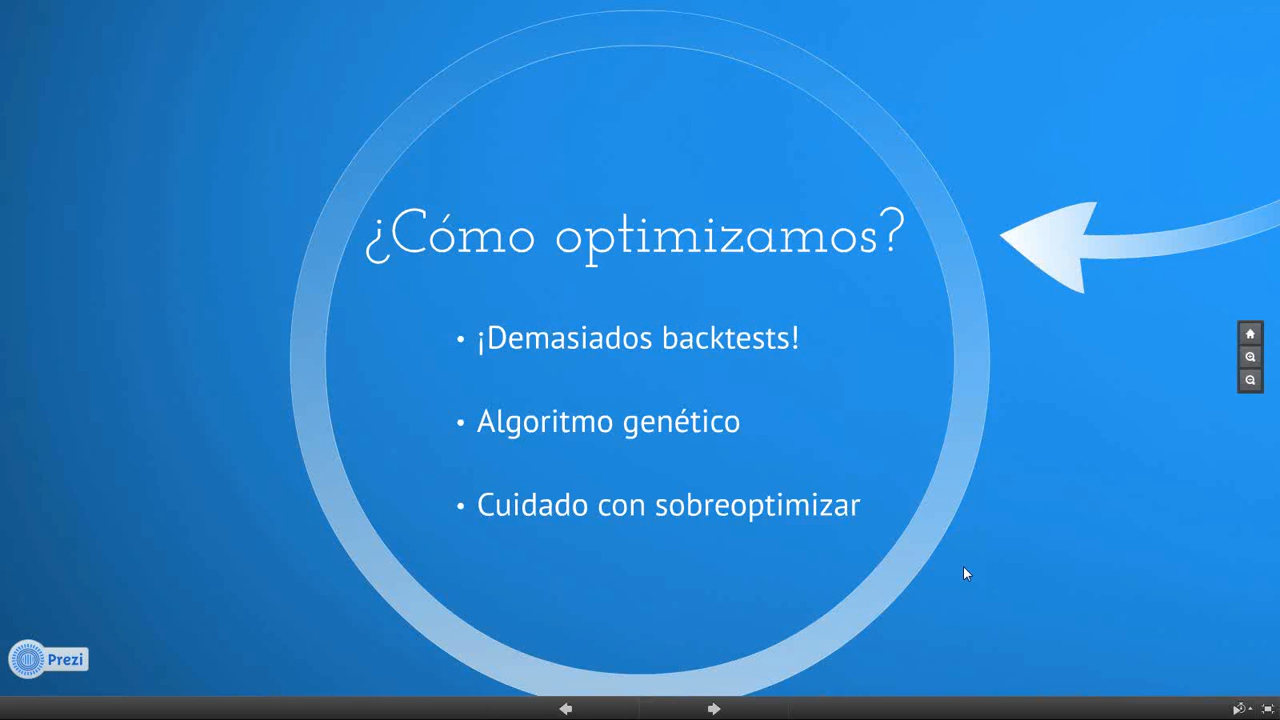 ¿Cómo optimizamos?
• ¡Demasiados backtests!
• Algoritmo genético
• Cuidado con sobreoptimizar
Prezi